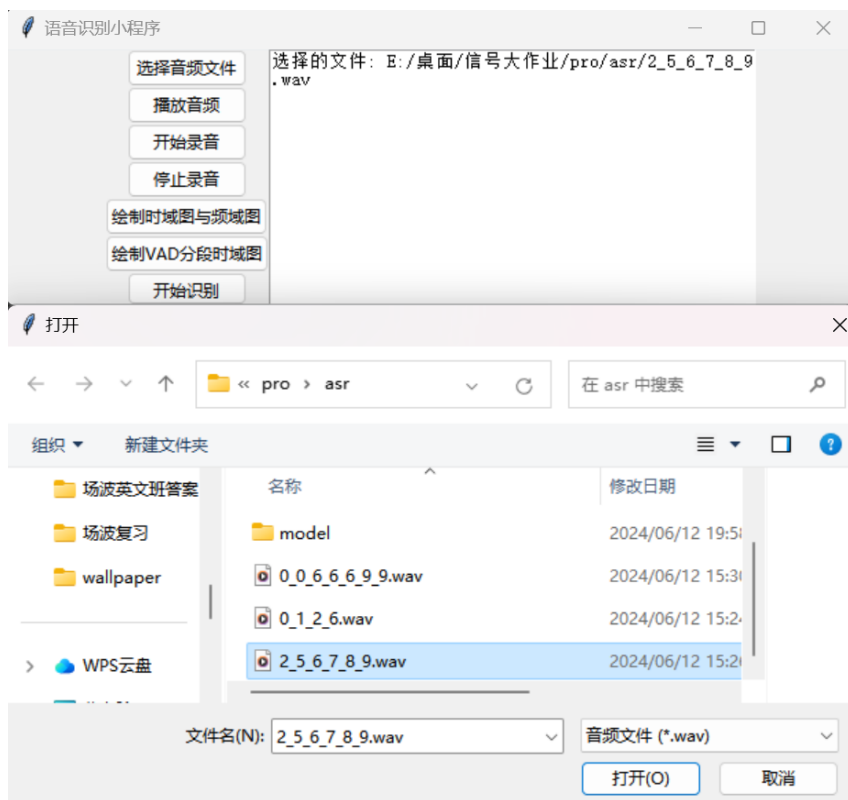 语音识别小程序
选择音频文件
播放音频
开始录音
停止录音
绘制时域图与频域图
绘制VAD分段时域图
开始识别
选择的文件: E:/桌面/信号大作业/pro/asr/2_5_6_7_8_9
.wav
打开
« pro › asr
在 asr 中搜索
组织
新建文件夹
场波英文班答案
场波复习
wallpaper
WPS云盘
名称
修改日期
model
2024/06/12 19:5
0_0_6_6_6_9_9.wav
2024/06/12 15:3
0_1_2_6.wav
2024/06/12 15:2
2_5_6_7_8_9.wav
2024/06/12 15:2
文件名(N):
2_5_6_7_8_9.wav
音频文件 (*.wav)
打开(O)
取消